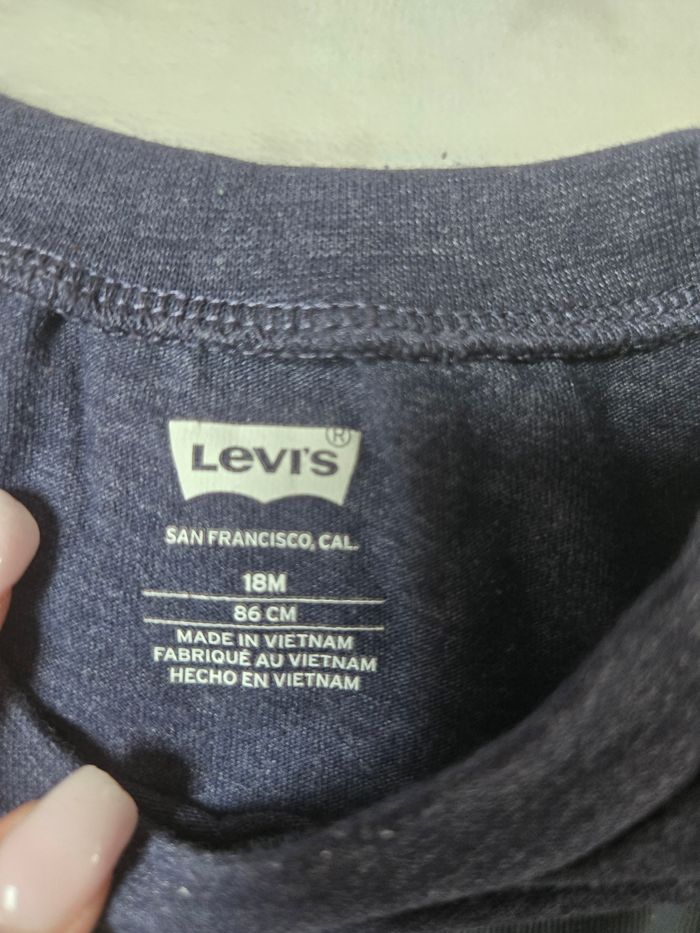 Levi's®
SAN FRANCISCO, CAL.
18M
86 CM
MADE IN VIETNAM
FABRIQUÉ AU VIETNAM
HECHO EN VIETNAM